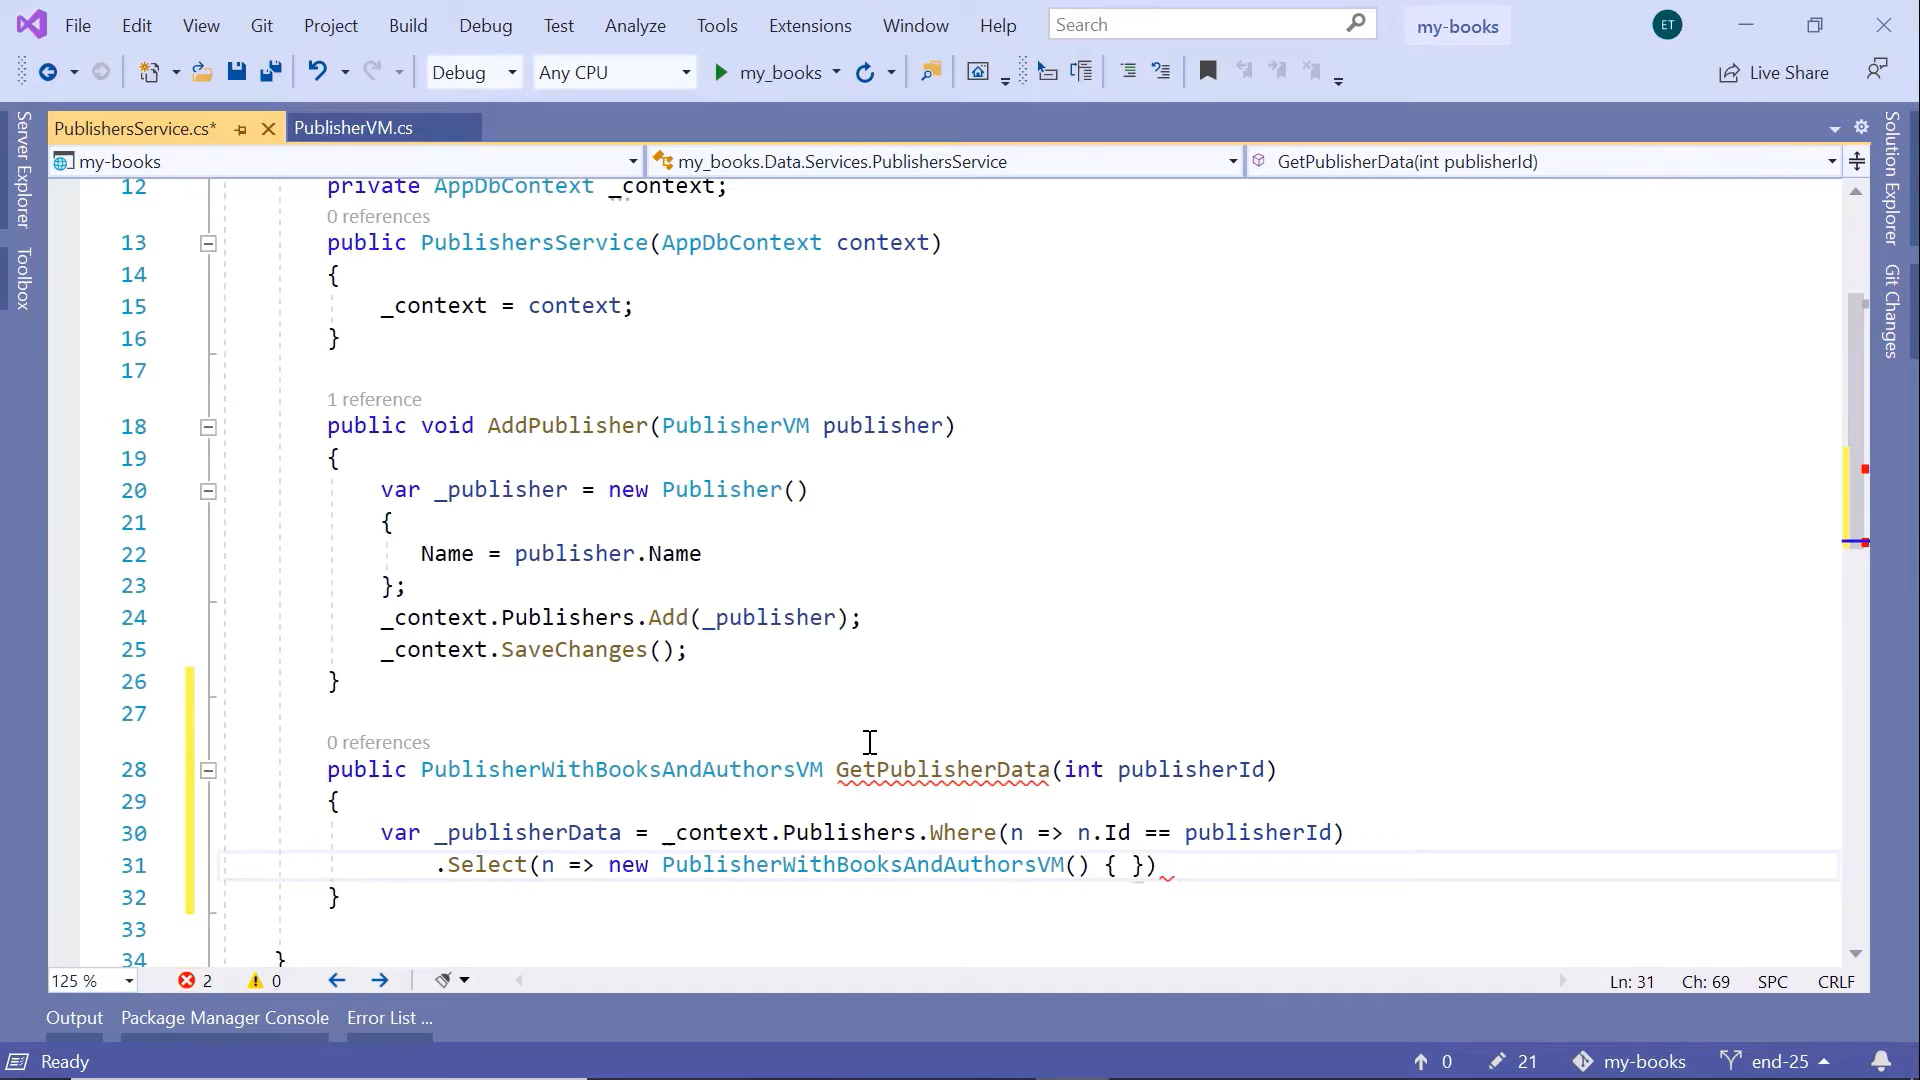 File Edit View Git Project Build Debug Test Analyze Tools Extensions Window Help Search my-books ET
Debug Any CPU my_books Live Share
PublishersService.cs* PublisherVM.cs
my-books my_books.Data.Services.PublishersService GetPublisherData(int publisherId)
Server Explorer
Toolbox
Solution Explorer
Git Changes
12 private AppDbContext _context;
0 references
13 public PublishersService(AppDbContext context)
14 {
15 _context = context;
16 }
17
1 reference
18 public void AddPublisher(PublisherVM publisher)
19 {
20 var _publisher = new Publisher()
21 {
22 Name = publisher.Name
23 };
24 _context.Publishers.Add(_publisher);
25 _context.SaveChanges();
26 }
27
0 references
28 public PublisherWithBooksAndAuthorsVM GetPublisherData(int publisherId)
29 {
30 var _publisherData = _context.Publishers.Where(n => n.Id == publisherId)
31 .Select(n => new PublisherWithBooksAndAuthorsVM() { })
32 }
33
34 }
125 % 2 0 Ln: 31 Ch: 69 SPC CRLF
Output Package Manager Console Error List ...
Ready 0 21 my-books end-25